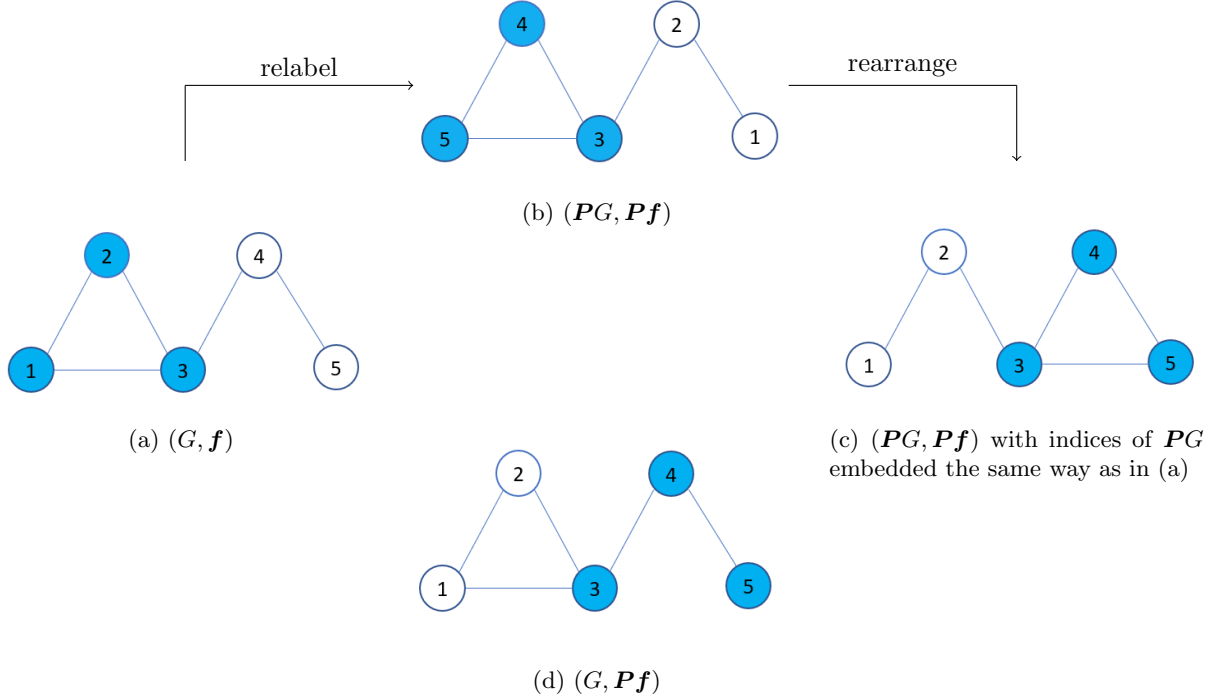 4
2
relabel
rearrange
5
3
1
(b) (PG, Pf)
2
4
1
3
5
(a) (G, f)
2
4
1
3
5
(c) (PG, Pf) with indices of PG
embedded the same way as in (a)
2
4
1
3
5
(d) (G, Pf)